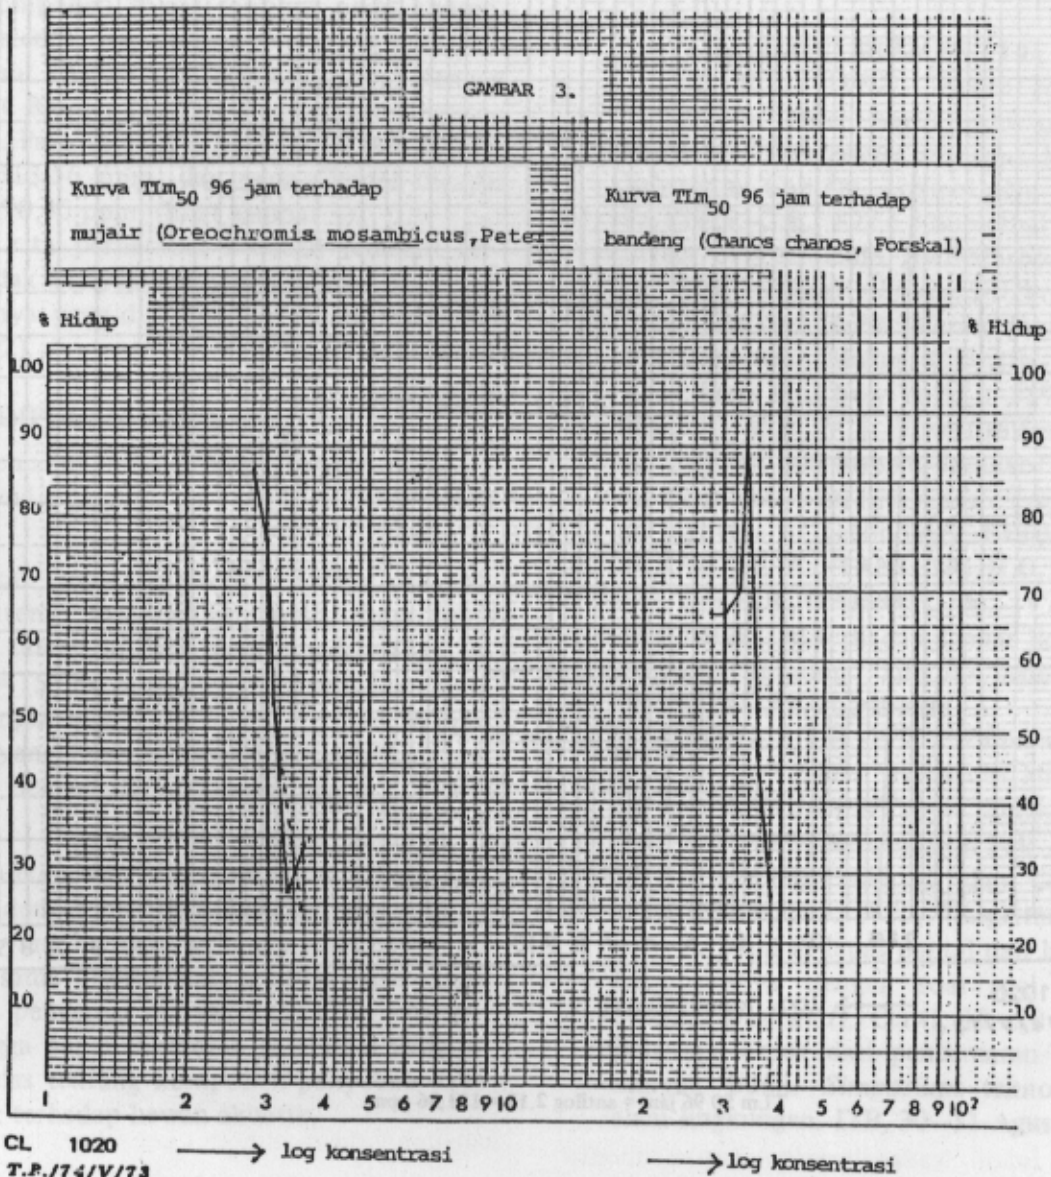 GAMBAR 3.
Kurva TLm50 96 jam terhadap
mujair (Oreochromis mosambicus,Peter
Kurva TLm50 96 jam terhadap
bandeng (Chancs chanos, Forskal)
% Hidup
% Hidup
100
90
80
70
60
50
40
30
20
10
100
90
80
70
60
50
40
30
20
10
1 2 3 4 5 6 7 8 9 10 2 3 4 5 6 7 8 9 10²
CL 1020
T.P./74/V/73
log konsentrasi
log konsentrasi